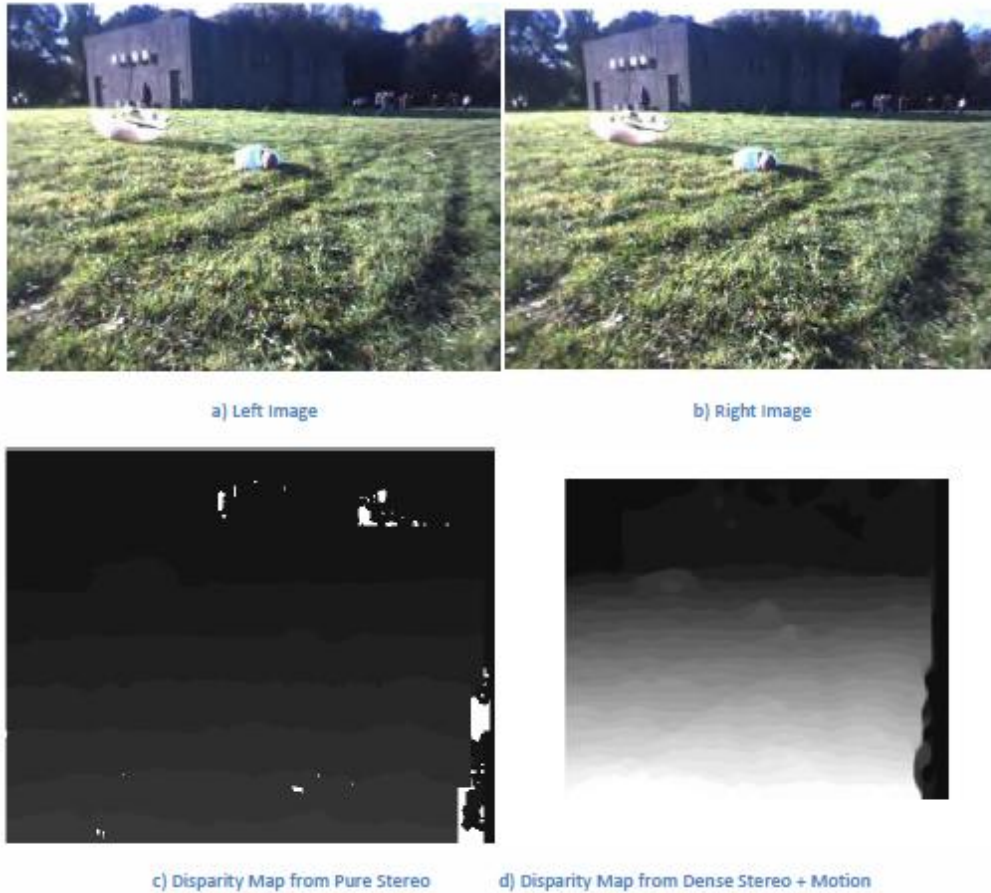 a) Left Image
b) Right Image
c) Disparity Map from Pure Stereo
d) Disparity Map from Dense Stereo + Motion